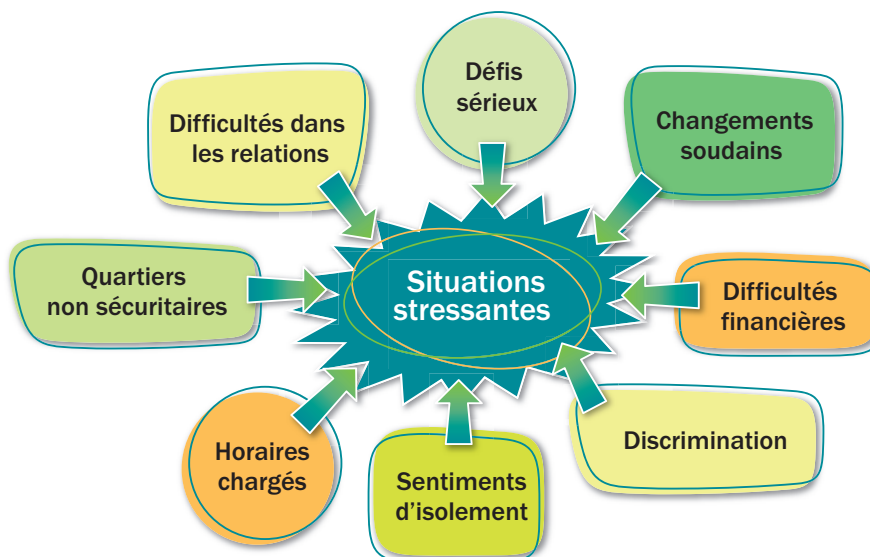 Défis
sérieux
Difficultés dans
les relations
Changements
soudains
Quartiers
non sécuritaires
Situations
stressantes
Difficultés
financières
Horaires
chargés
Sentiments
d’isolement
Discrimination